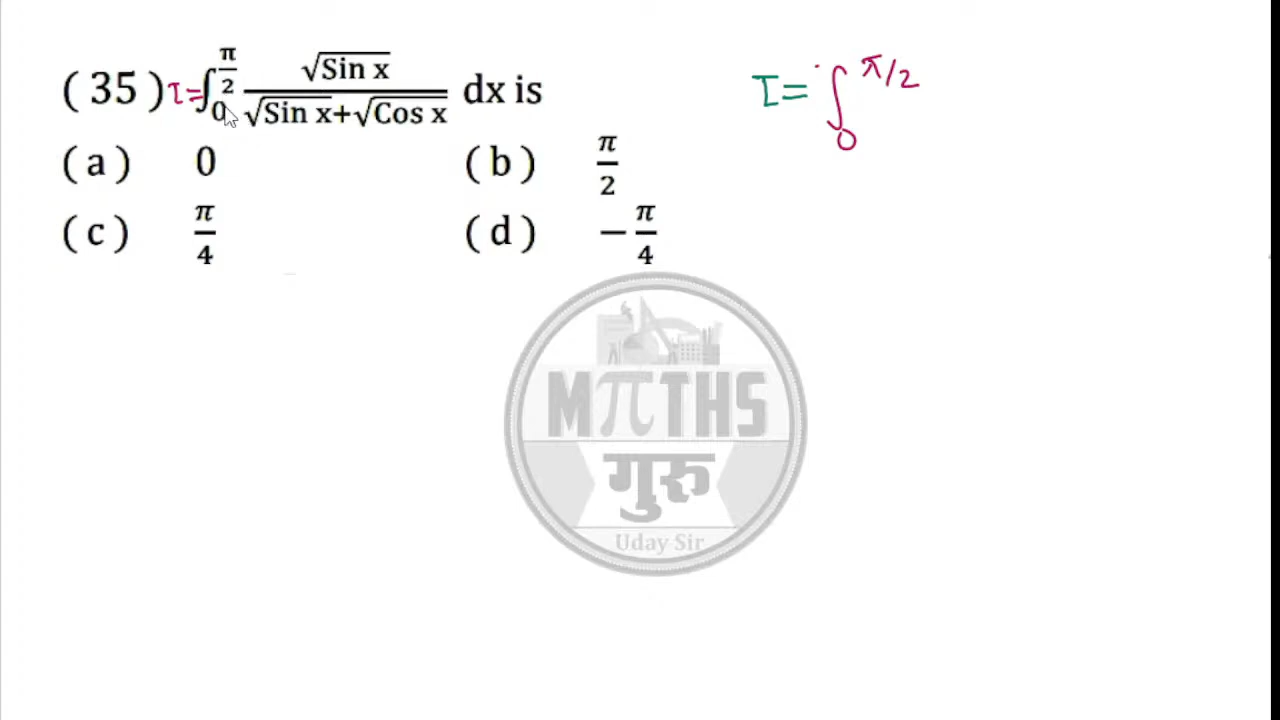 (35) I=∫₀^{π/2} √Sin x / (√Sin x+√Cos x) dx is
I= ∫₀^{π/2}
(a) 0 (b) π/2
(c) π/4 (d) −π/4
MπTHS
गुरु
Uday Sir